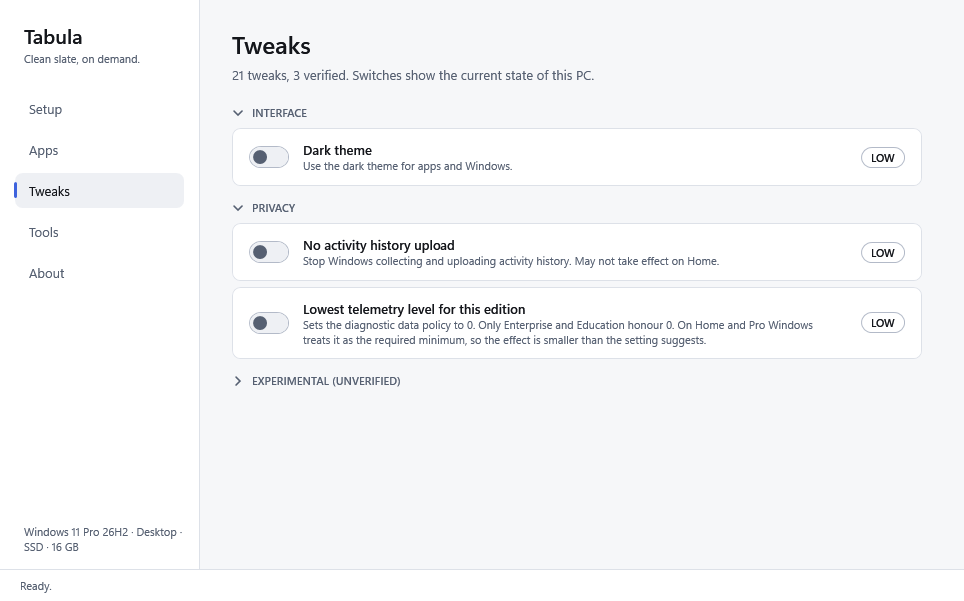 Tabula
Clean slate, on demand.
Setup
Apps
Tweaks
Tools
About
Windows 11 Pro 26H2 · Desktop ·
SSD · 16 GB
Tweaks
21 tweaks, 3 verified. Switches show the current state of this PC.
INTERFACE
Dark theme
Use the dark theme for apps and Windows.
LOW
PRIVACY
No activity history upload
Stop Windows collecting and uploading activity history. May not take effect on Home.
LOW
Lowest telemetry level for this edition
Sets the diagnostic data policy to 0. Only Enterprise and Education honour 0. On Home and Pro Windows
treats it as the required minimum, so the effect is smaller than the setting suggests.
LOW
EXPERIMENTAL (UNVERIFIED)
Ready.